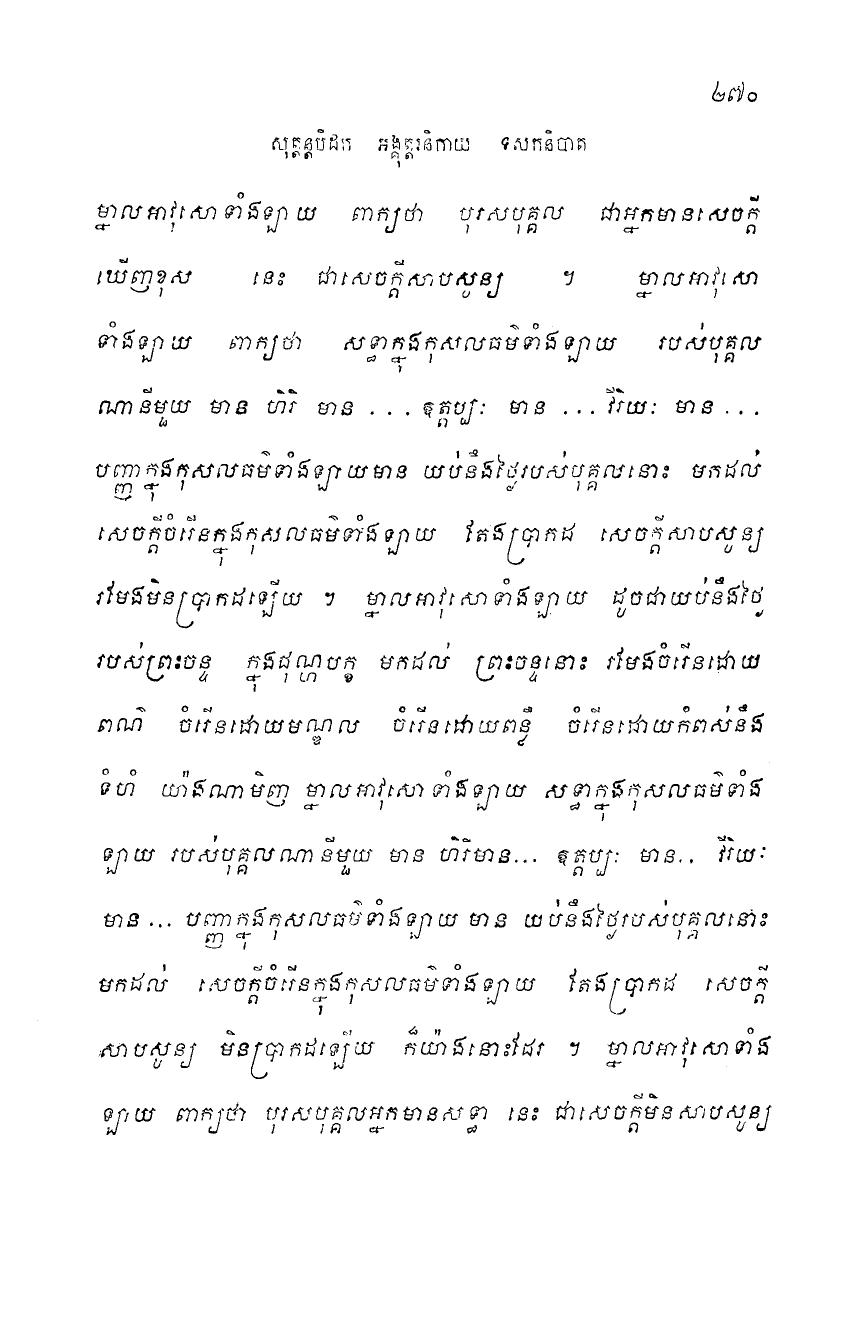 ២៧០
សុត្តន្តបិដក អង្គុត្តរនិកាយ ទសកនិបាត
ម្នាលអាវុសោទាំងឡាយ ពាក្យថា បុរសបុគ្គល ជាអ្នកមានសេចក្តី
ឃើញខុស នេះ ជាសេចក្តីសាបសូន្យ ។ ម្នាលអាវុសោ
ទាំងឡាយ ពាក្យថា សទ្ធាក្នុងកុសលធម៌ទាំងឡាយ របស់បុគ្គល
ណានីមួយ មាន ហិរិ មាន ... ឱត្តប្បៈ មាន ... វីរិយៈ មាន ...
បញ្ញាក្នុងកុសលធម៌ទាំងឡាយមាន យប់នឹងថ្ងៃរបស់បុគ្គលនោះ មកដល់
សេចក្តីចំរើនក្នុងកុសលធម៌ទាំងឡាយ តែងប្រាកដ សេចក្តីសាបសូន្យ
រមែងមិនប្រាកដឡើយ ។ ម្នាលអាវុសោទាំងឡាយ ដូចជាយប់នឹងថ្ងៃ
របស់ព្រះចន្ទ ក្នុងជុណ្ហបក្ខ មកដល់ ព្រះចន្ទនោះ រមែងចំរើនដោយ
ពណ៌ ចំរើនដោយមណ្ឌល ចំរើនដោយពន្លឺ ចំរើនដោយកំពស់នឹង
ទំហំ យ៉ាងណាមិញ ម្នាលអាវុសោទាំងឡាយ សទ្ធាក្នុងកុសលធម៌ទាំង
ឡាយ របស់បុគ្គលណានីមួយ មាន ហិរិមាន... ឱត្តប្បៈ មាន.. វីរិយៈ
មាន ... បញ្ញាក្នុងកុសលធម៌ទាំងឡាយ មាន យប់នឹងថ្ងៃរបស់បុគ្គលនោះ
មកដល់ សេចក្តីចំរើនក្នុងកុសលធម៌ទាំងឡាយ តែងប្រាកដ សេចក្តី
សាបសូន្យ មិនប្រាកដឡើយ ក៏យ៉ាងនោះដែរ ។ ម្នាលអាវុសោទាំង
ឡាយ ពាក្យថា បុរសបុគ្គលអ្នកមានសទ្ធា នេះ ជាសេចក្តីមិនសាបសូន្យ